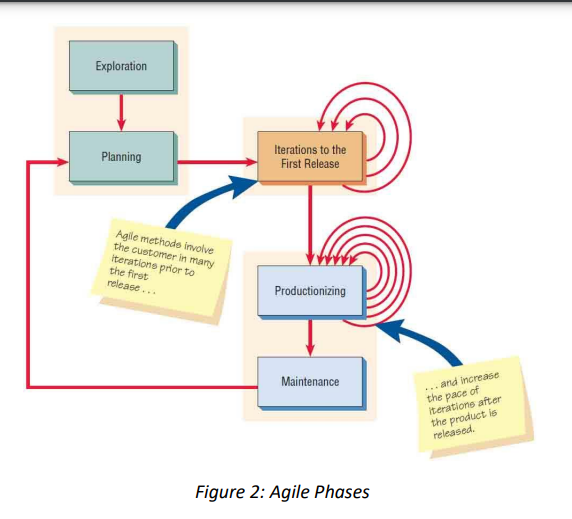 Exploration
Planning
Iterations to the
First Release
Agile methods involve
the customer in many
iterations prior to
the first
release...
Productionizing
Maintenance
...and increase
the pace of
iterations after
the product is
released.
Figure 2: Agile Phases